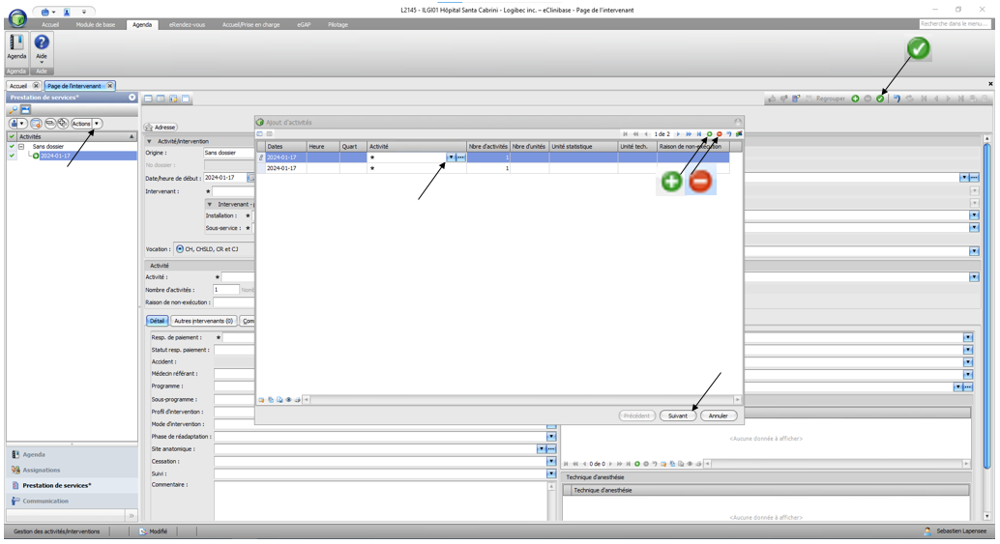 L2145 - ILGI01 Hôpital Santa Cabrini - Logibec inc. – eClinibase - Page de l'intervenant
Accueil Module de base Agenda eRendez-vous Accueil/Prise en charge eGAP Pilotage
Recherche dans le menu...
Agenda Aide
Agenda Aide
Accueil Page de l'intervenant
Prestation de services*
Regrouper
Actions
Adresse
Activités
Sans dossier
2024-01-17
Activité/intervention
Origine : Sans dossier
No dossier :
Date/heure de début : 2024-01-17
Intervenant : ★
Intervenant -
Installation : ★
Sous-service : ★
Vocation : CH, CHSLD, CR et CJ
Activité
Activité : ★
Nombre d'activités : 1
Raison de non-exécution :
Détail Autres intervenants (0) Com
Resp. de paiement : ★
Statut resp. paiement :
Accident :
Médecin référant :
Programme :
Sous-programme :
Profil d'intervention :
Mode d'intervention :
Phase de réadaptation :
Site anatomique :
Cessation :
Suivi :
Commentaire :
Ajout d'activités
1 de 2
Dates Heure Quart Activité Nbre d'activités Nbre d'unités Unité statistique Unité tech. Raison de non-exécution
2024-01-17 ★ 1
2024-01-17 ★ 1
Précédent Suivant Annuler
<Aucune donnée à afficher>
0 de 0
Technique d'anesthésie
Technique d'anesthésie
<Aucune donnée à afficher>
Agenda
Assignations
Prestation de services*
Communication
Gestion des activités/interventions Modifié Sebastien Lapensee